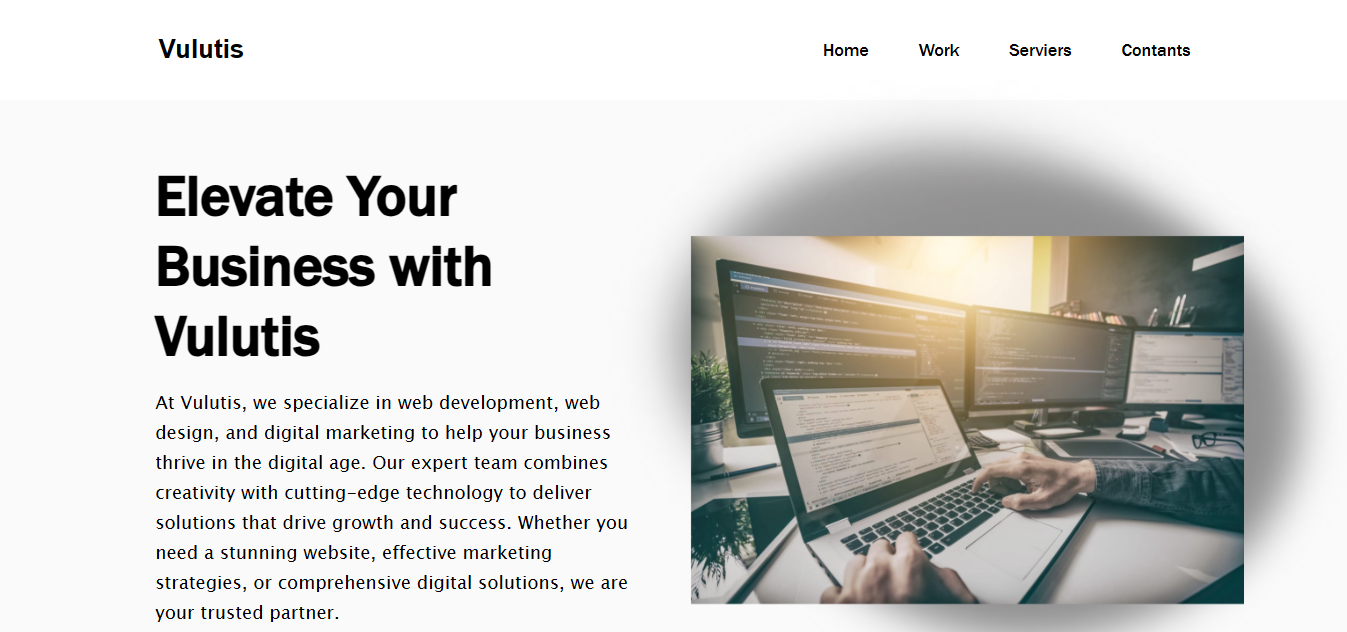 Vulutis
Home Work Serviers Contants
Elevate Your
Business with
Vulutis
At Vulutis, we specialize in web development, web
design, and digital marketing to help your business
thrive in the digital age. Our expert team combines
creativity with cutting-edge technology to deliver
solutions that drive growth and success. Whether you
need a stunning website, effective marketing
strategies, or comprehensive digital solutions, we are
your trusted partner.